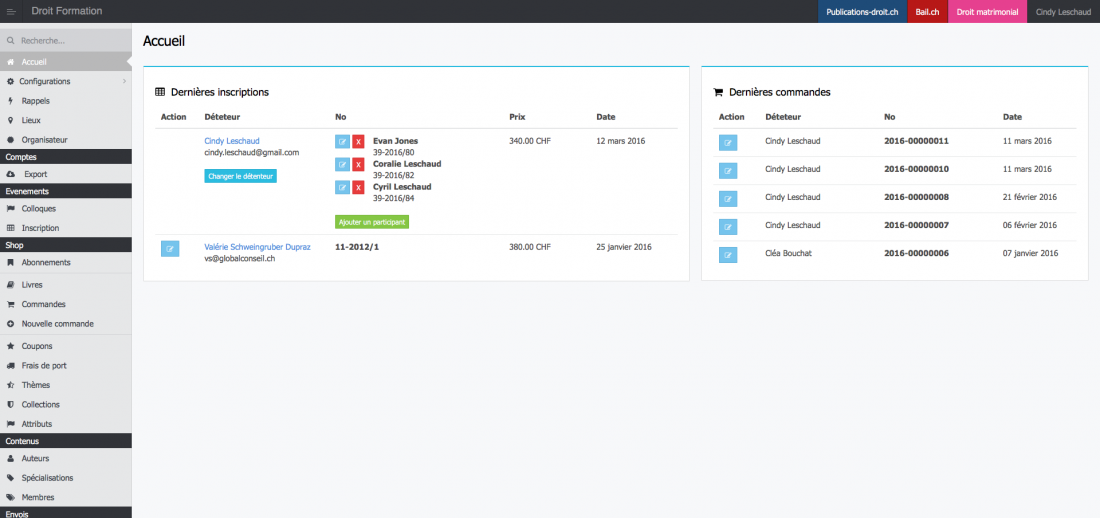 Droit Formation
Publications-droit.ch
Bail.ch
Droit matrimonial
Cindy Leschaud
Recherche...
Accueil
Configurations
Rappels
Lieux
Organisateur
Comptes
Export
Evenements
Colloques
Inscription
Shop
Abonnements
Livres
Commandes
Nouvelle commande
Coupons
Frais de port
Thèmes
Collections
Attributs
Contenus
Auteurs
Spécialisations
Membres
Envois
Accueil
Dernières inscriptions
Action Déteteur No Prix Date
Cindy Leschaud
cindy.leschaud@gmail.com
Changer le détenteur
x Evan Jones
39-2016/80
x Coralie Leschaud
39-2016/82
x Cyril Leschaud
39-2016/84
Ajouter un participant
340.00 CHF
12 mars 2016
Valérie Schweingruber Dupraz
vs@globalconseil.ch
11-2012/1
380.00 CHF
25 janvier 2016
Dernières commandes
Action Déteteur No Date
Cindy Leschaud 2016-00000011 11 mars 2016
Cindy Leschaud 2016-00000010 11 mars 2016
Cindy Leschaud 2016-00000008 21 février 2016
Cindy Leschaud 2016-00000007 06 février 2016
Cléa Bouchat 2016-00000006 07 janvier 2016